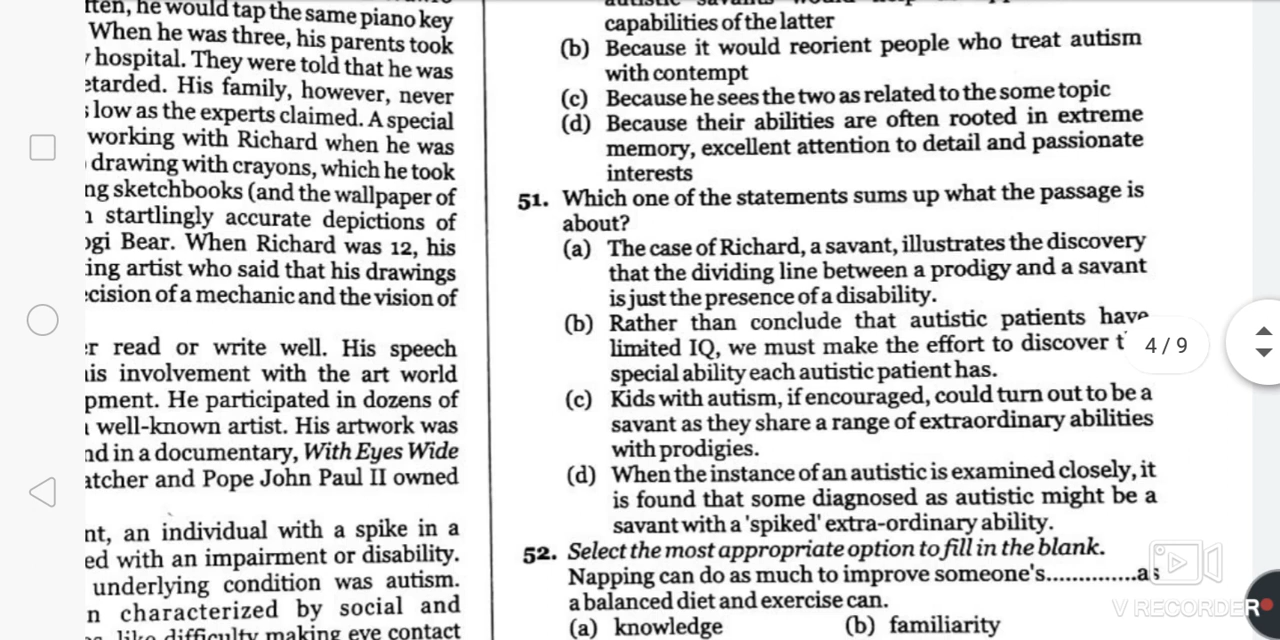 he would tap the same piano key
When he was three, his parents took
hospital. They were told that he was
etarded. His family, however, never
low as the experts claimed. A special
working with Richard when he was
drawing with crayons, which he took
ng sketchbooks (and the wallpaper of
startlingly accurate depictions of
ogi Bear. When Richard was 12, his
ing artist who said that his drawings
ecision of a mechanic and the vision of
er read or write well. His speech
his involvement with the art world
pment. He participated in dozens of
well-known artist. His artwork was
nd in a documentary, With Eyes Wide
atcher and Pope John Paul II owned
nt, an individual with a spike in a
ed with an impairment or disability.
underlying condition was autism.
n characterized by social and
like difficulty making eye contact
capabilities of the latter
(b) Because it would reorient people who treat autism
with contempt
(c) Because he sees the two as related to the some topic
(d) Because their abilities are often rooted in extreme
memory, excellent attention to detail and passionate
interests
51. Which one of the statements sums up what the passage is
about?
(a) The case of Richard, a savant, illustrates the discovery
that the dividing line between a prodigy and a savant
is just the presence of a disability.
(b) Rather than conclude that autistic patients have
limited IQ, we must make the effort to discover t
special ability each autistic patient has.
(c) Kids with autism, if encouraged, could turn out to be a
savant as they share a range of extraordinary abilities
with prodigies.
(d) When the instance of an autistic is examined closely, it
is found that some diagnosed as autistic might be a
savant with a 'spiked' extra-ordinary ability.
52. Select the most appropriate option to fill in the blank.
Napping can do as much to improve someone's..............as
a balanced diet and exercise can.
(a) knowledge (b) familiarity
4 / 9
V RECORDER